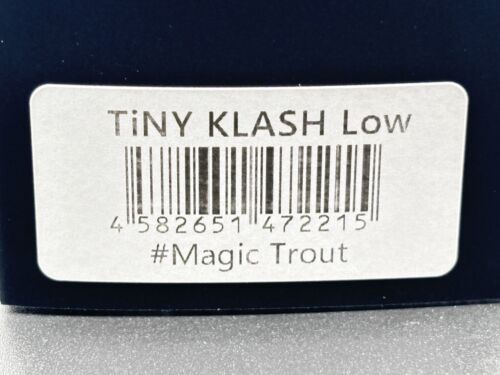 TiNY KLASH Low
4 582651 472215
#Magic Trout